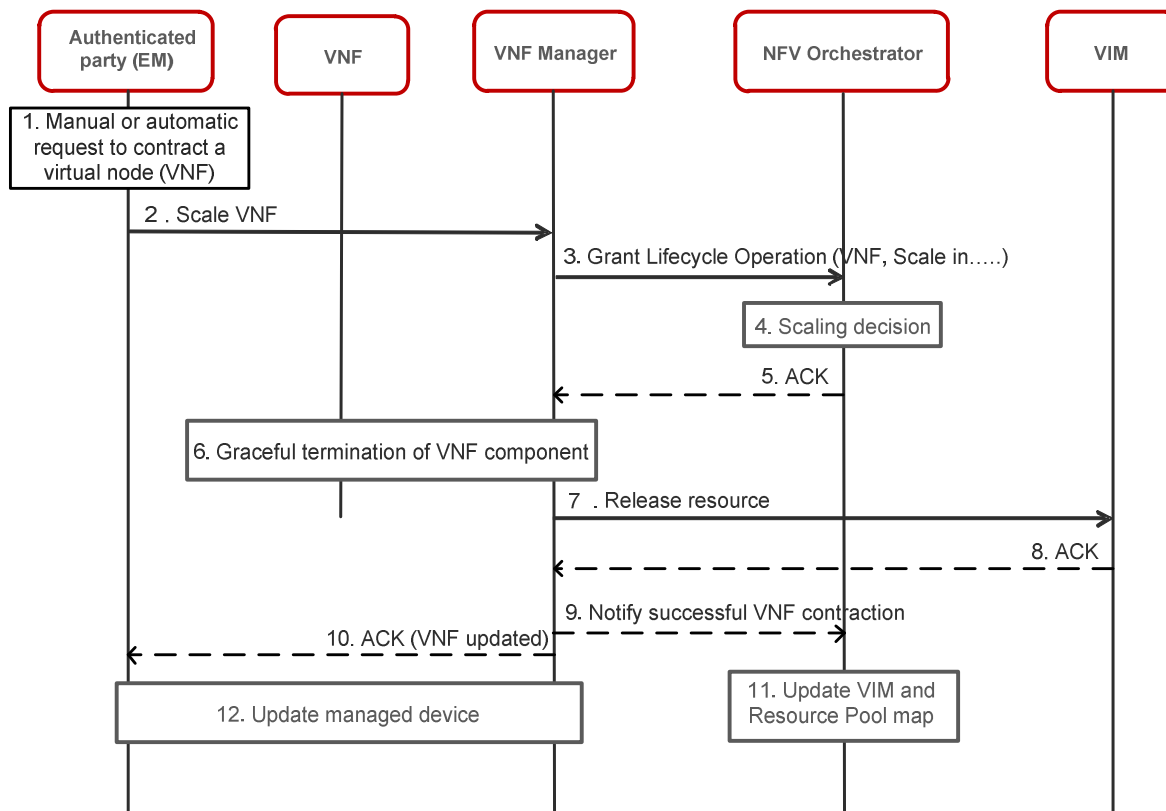 Authenticated
party (EM)
VNF
VNF Manager
NFV Orchestrator
VIM
1. Manual or automatic
request to contract a
virtual node (VNF)
2 . Scale VNF
3. Grant Lifecycle Operation (VNF, Scale in.....)
4. Scaling decision
5. ACK
6. Graceful termination of VNF component
7 . Release resource
8. ACK
9. Notify successful VNF contraction
10. ACK (VNF updated)
11. Update VIM and
Resource Pool map
12. Update managed device